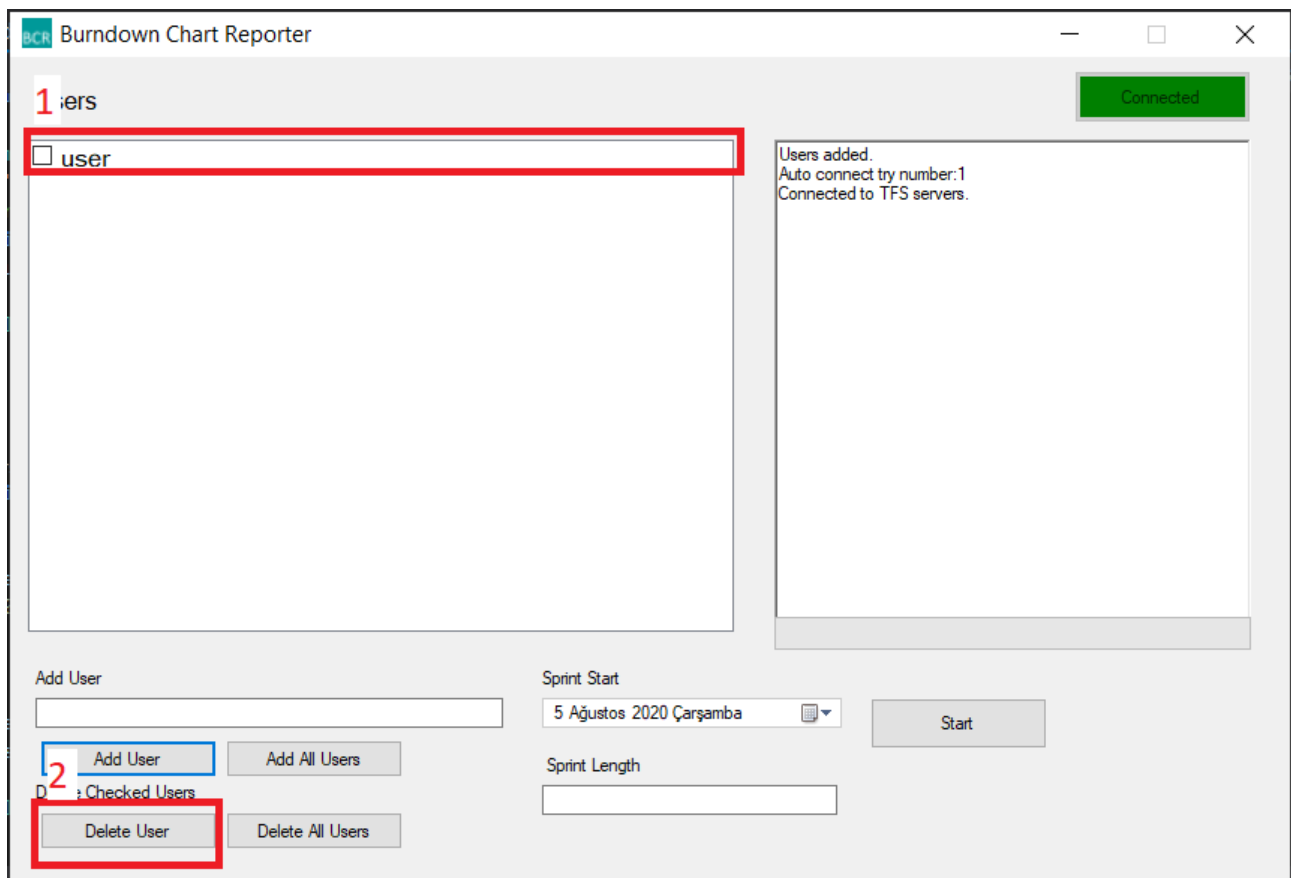 BCR Burndown Chart Reporter
1 sers
Connected
user
Users added.
Auto connect try number:1
Connected to TFS servers.
Add User
Sprint Start
5 Ağustos 2020 Çarşamba
Start
Add User
Add All Users
Sprint Length
2
Checked Users
Delete User
Delete All Users